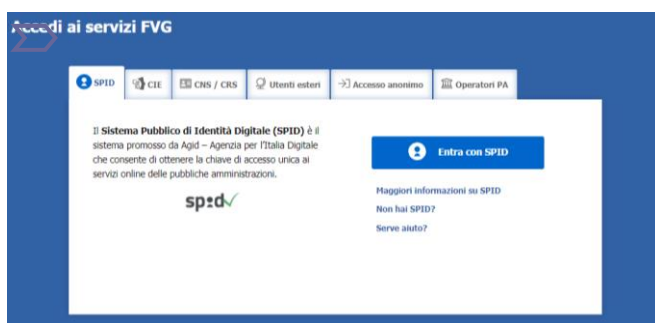 Accedi ai servizi FVG
SPID
CIE
CNS / CRS
Utenti esteri
Accesso anonimo
Operatori PA
Il Sistema Pubblico di Identità Digitale (SPID) è il
sistema promosso da Agid – Agenzia per l'Italia Digitale
che consente di ottenere la chiave di accesso unica ai
servizi online delle pubbliche amministrazioni.
Entra con SPID
Maggiori informazioni su SPID
Non hai SPID?
Serve aiuto?
spid